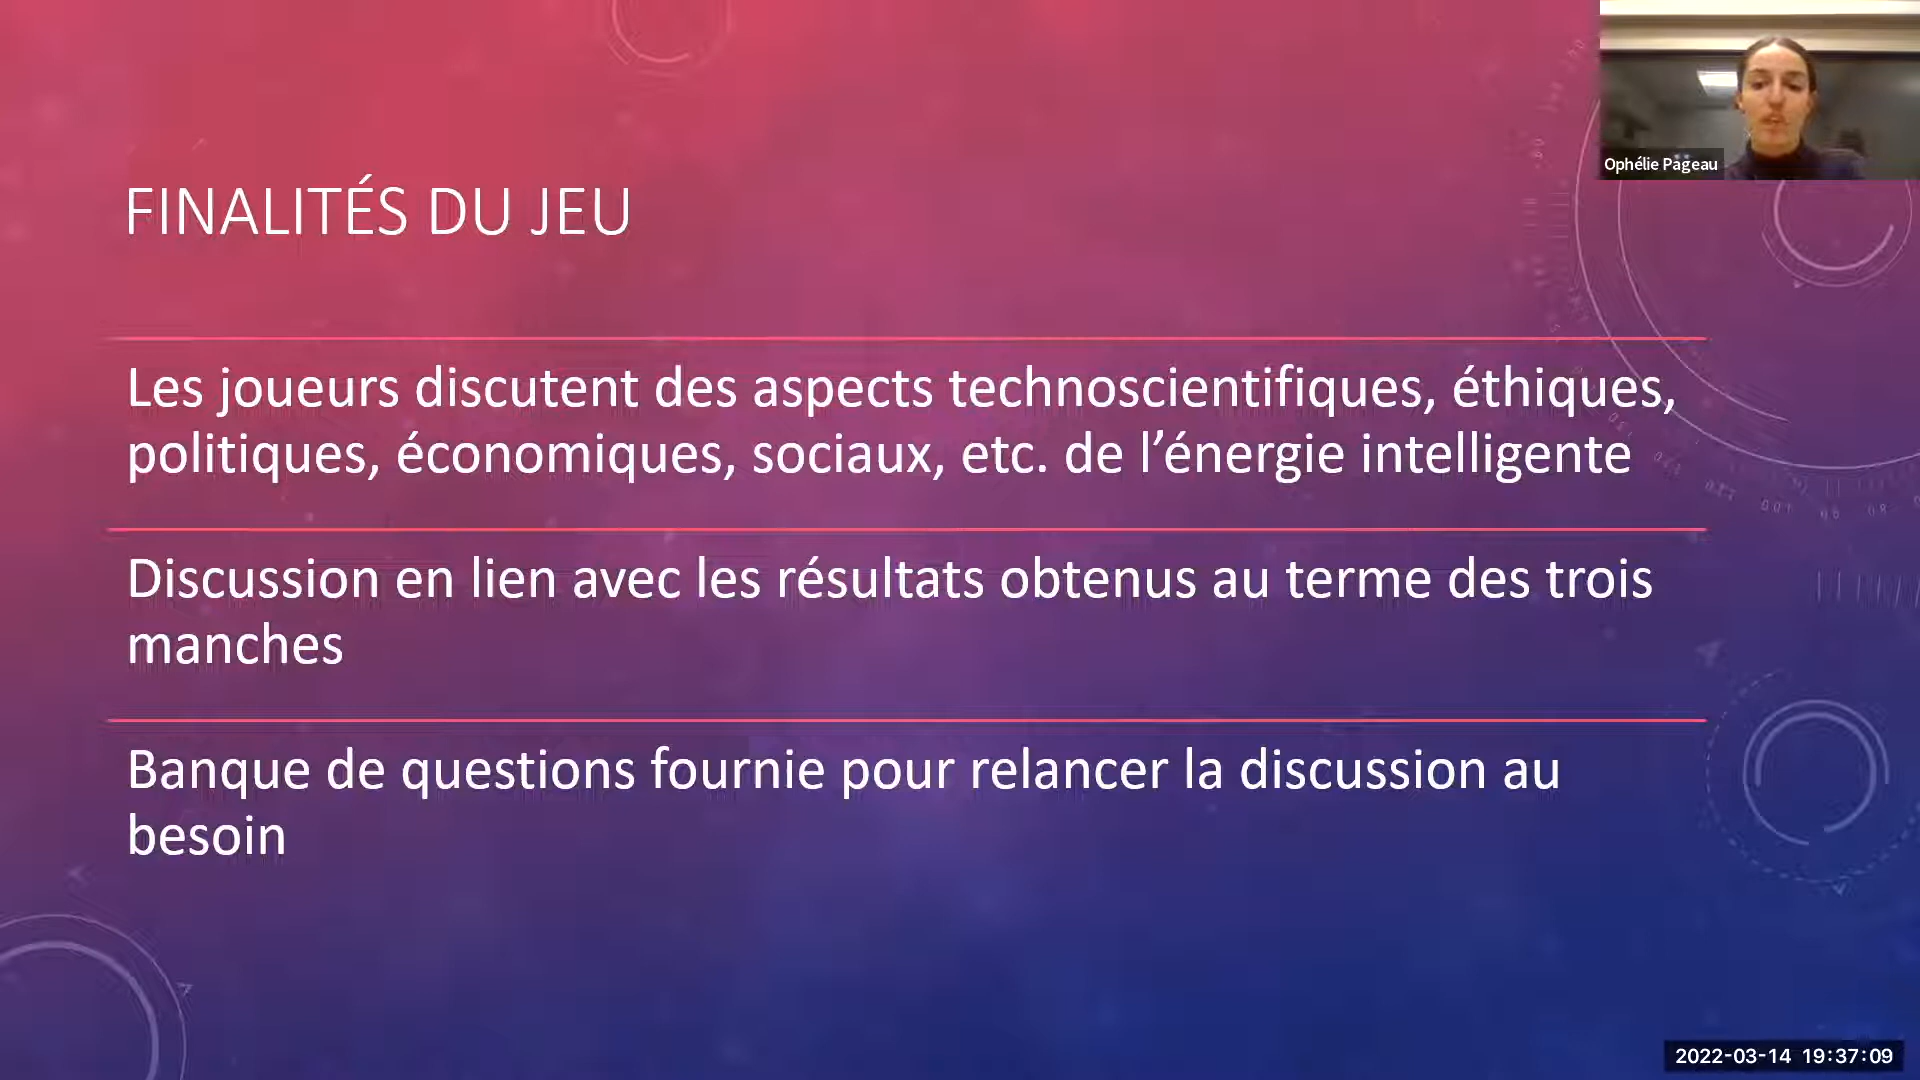 Ophélie Pageau
FINALITÉS DU JEU
Les joueurs discutent des aspects technoscientifiques, éthiques,
politiques, économiques, sociaux, etc. de l’énergie intelligente
Discussion en lien avec les résultats obtenus au terme des trois
manches
Banque de questions fournie pour relancer la discussion au
besoin
2022-03-14 19:37:09